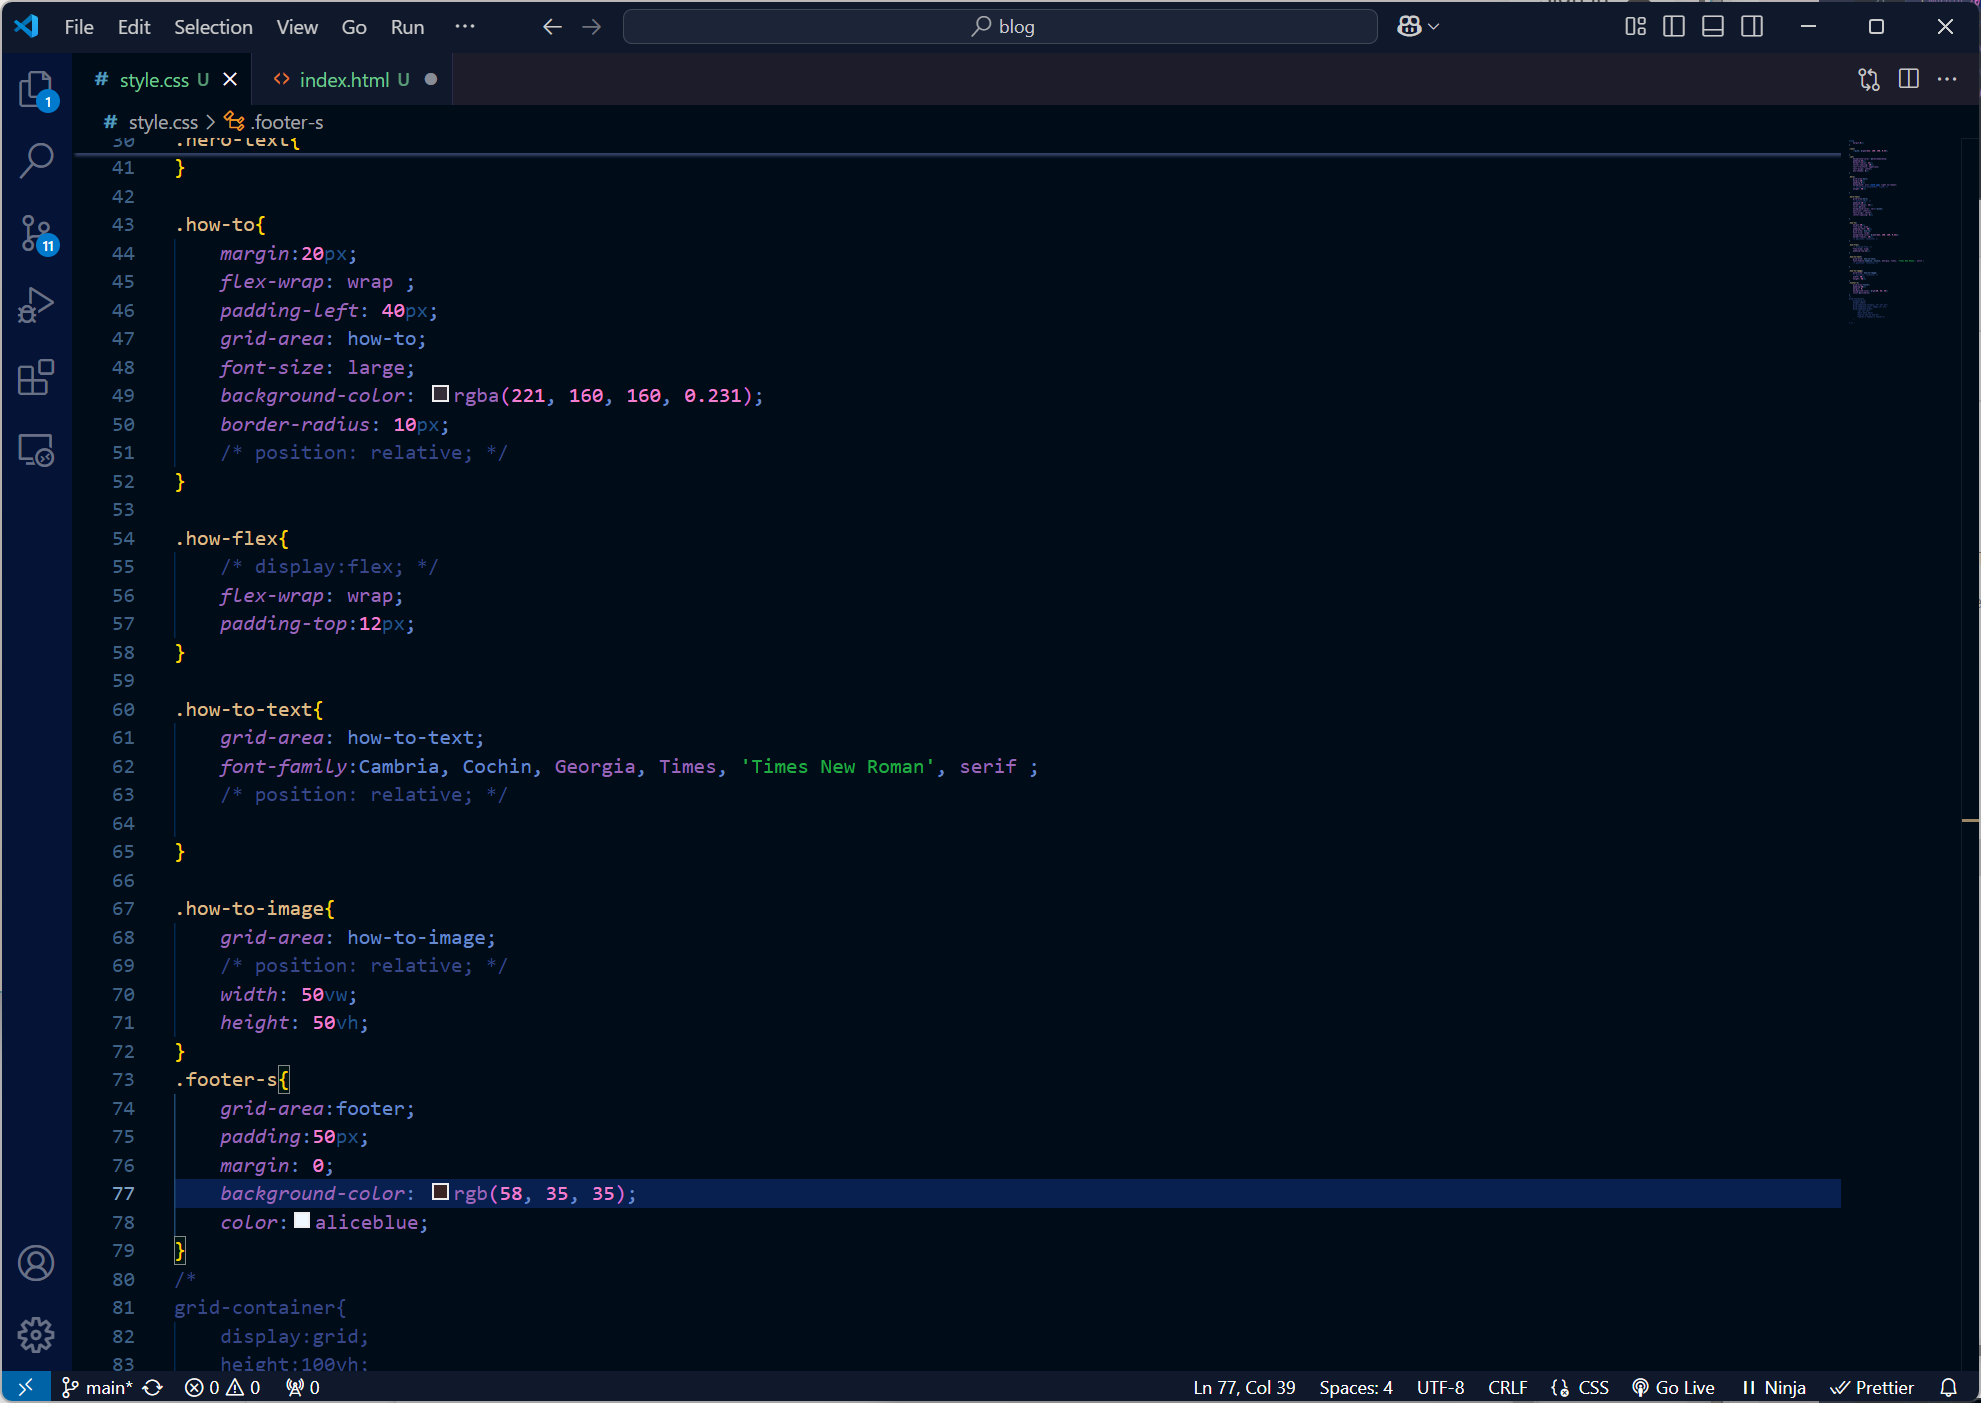 File Edit Selection View Go Run ··· blog
# style.css U <> index.html U
# style.css > .footer-s
30 .hero-text{
41 }
42
43 .how-to{
44 margin:20px;
45 flex-wrap: wrap ;
46 padding-left: 40px;
47 grid-area: how-to;
48 font-size: large;
49 background-color: rgba(221, 160, 160, 0.231);
50 border-radius: 10px;
51 /* position: relative; */
52 }
53
54 .how-flex{
55 /* display:flex; */
56 flex-wrap: wrap;
57 padding-top:12px;
58 }
59
60 .how-to-text{
61 grid-area: how-to-text;
62 font-family:Cambria, Cochin, Georgia, Times, 'Times New Roman', serif ;
63 /* position: relative; */
64
65 }
66
67 .how-to-image{
68 grid-area: how-to-image;
69 /* position: relative; */
70 width: 50vw;
71 height: 50vh;
72 }
73 .footer-s{
74 grid-area:footer;
75 padding:50px;
76 margin: 0;
77 background-color: rgb(58, 35, 35);
78 color: aliceblue;
79 }
80 /*
81 grid-container{
82 display:grid;
83 height:100vh;
1
11
main* 0 0 0 Ln 77, Col 39 Spaces: 4 UTF-8 CRLF CSS Go Live Ninja Prettier